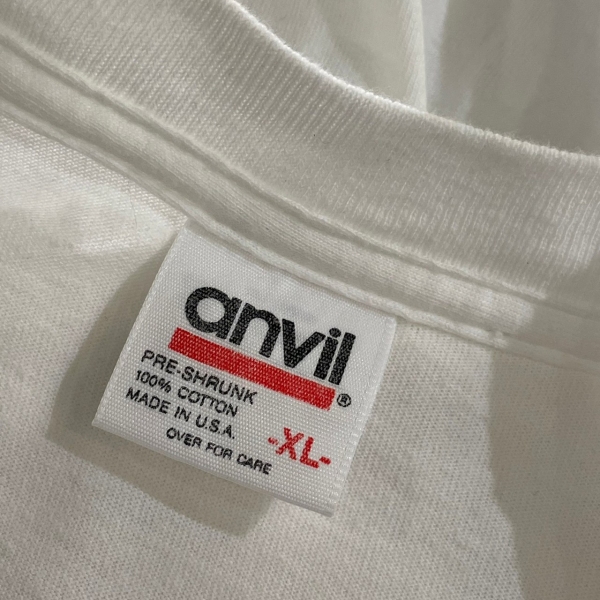 anvil
®
PRE-SHRUNK
100% COTTON
MADE IN U.S.A.
-XL-
OVER FOR CARE